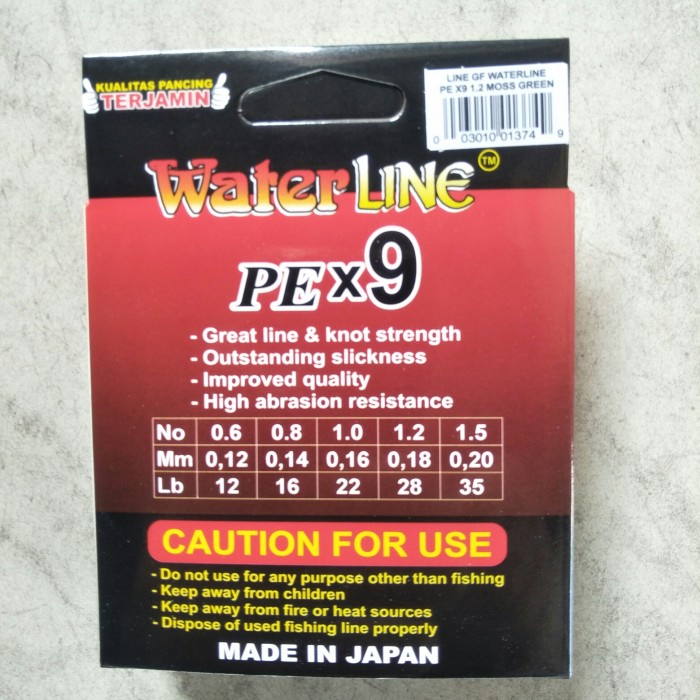 KUALITAS PANCING
TERJAMIN
LINE GF WATERLINE
PE X9 1.2 MOSS GREEN
0 03010 01374 9
Water LINE TM
PE x9
- Great line & knot strength
- Outstanding slickness
- Improved quality
- High abrasion resistance
No 0.6 0.8 1.0 1.2 1.5
Mm 0,12 0,14 0,16 0,18 0,20
Lb 12 16 22 28 35
CAUTION FOR USE
- Do not use for any purpose other than fishing
- Keep away from children
- Keep away from fire or heat sources
- Dispose of used fishing line properly
MADE IN JAPAN